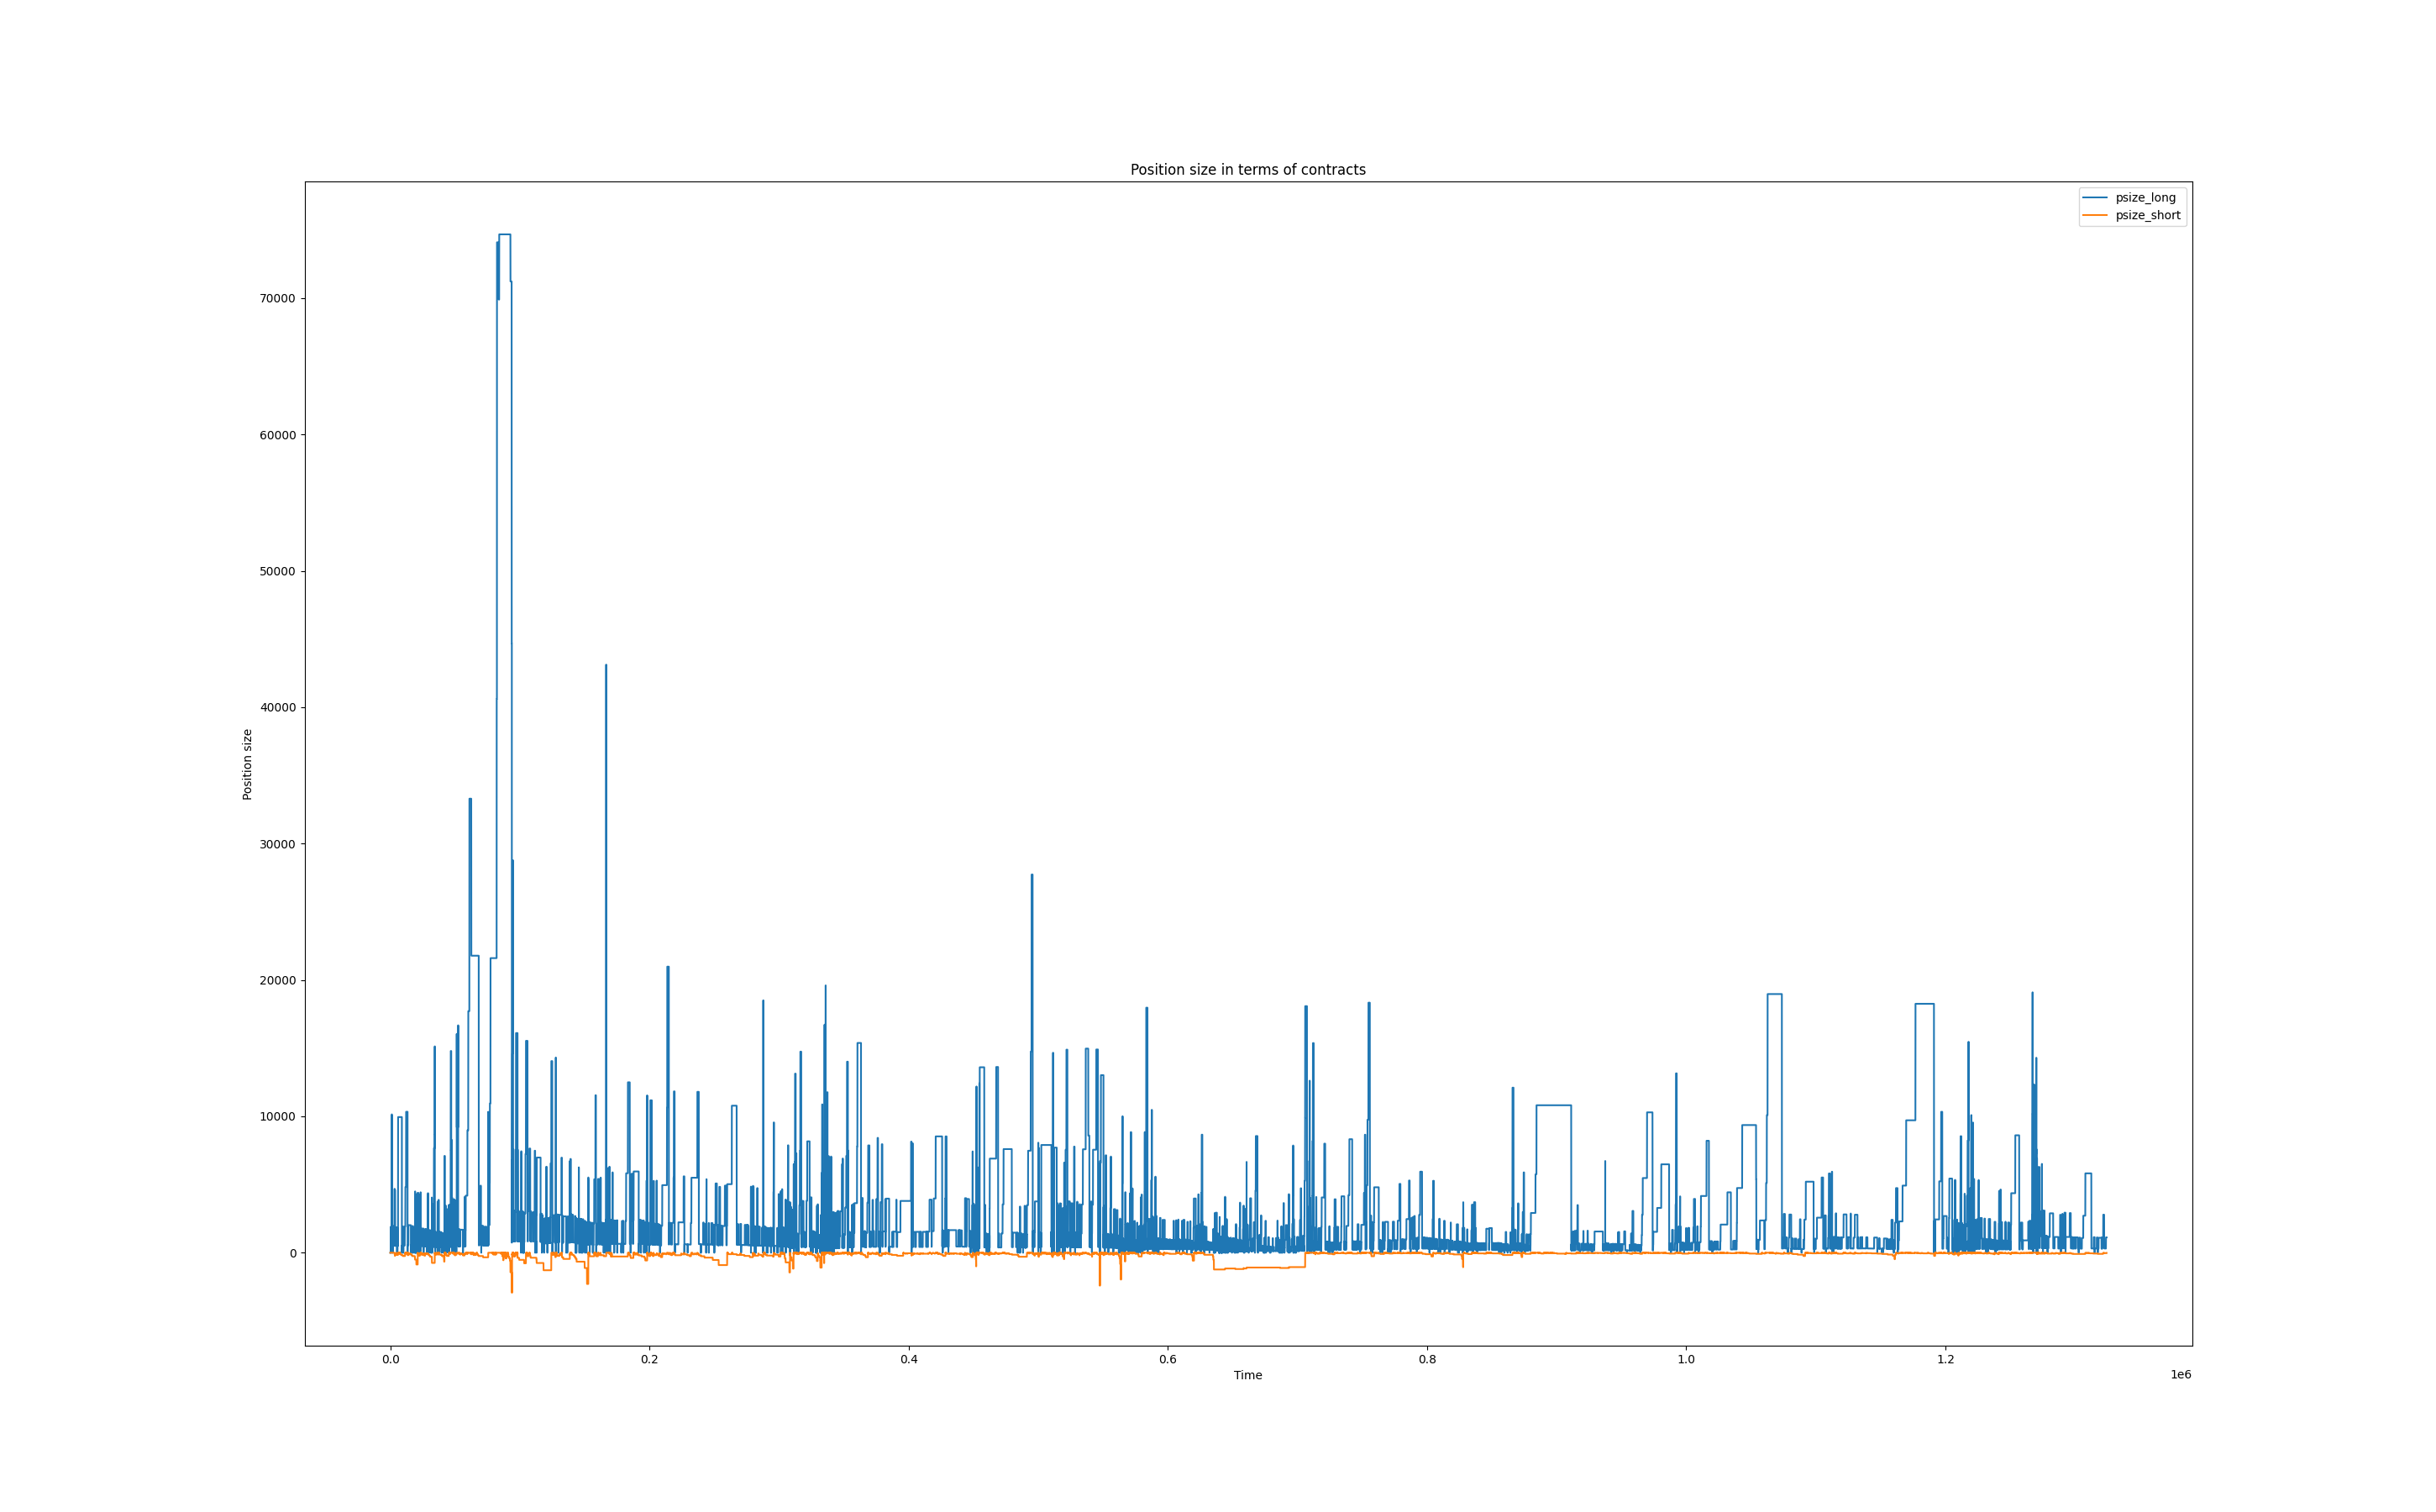 Position size in terms of contracts
psize_long
psize_short
Position size
70000
60000
50000
40000
30000
20000
10000
0
0.0
0.2
0.4
0.6
0.8
1.0
1.2
Time
1e6